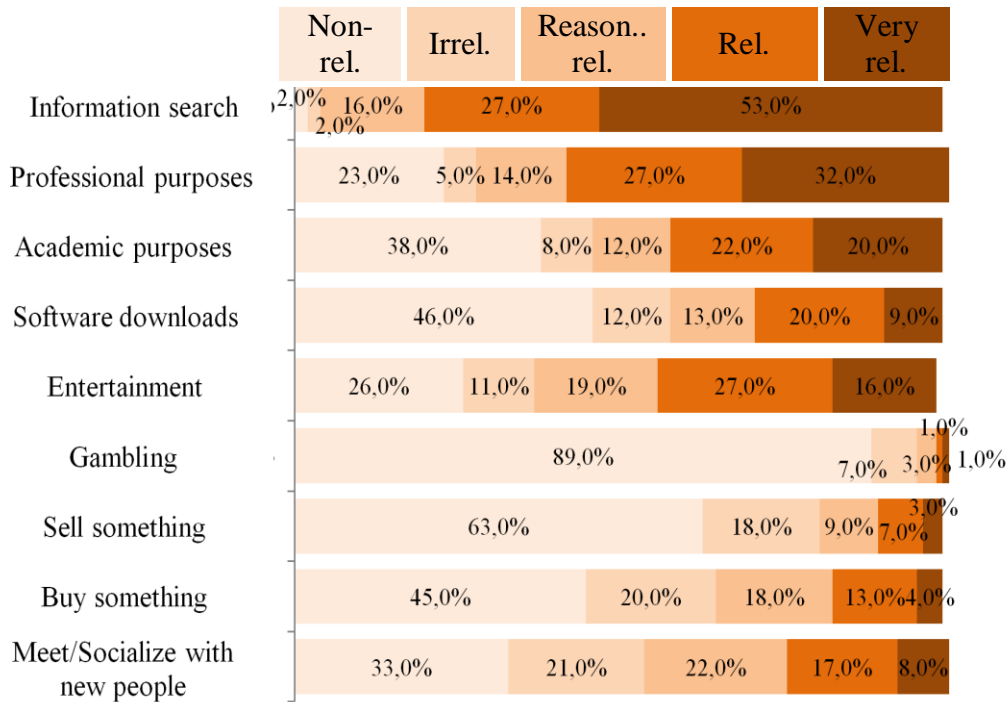 Non-
rel.
Irrel.
Reason..
rel.
Rel.
Very
rel.
Information search
2,0%
2,0%
16,0%
27,0%
53,0%
Professional purposes
23,0%
5,0%
14,0%
27,0%
32,0%
Academic purposes
38,0%
8,0%
12,0%
22,0%
20,0%
Software downloads
46,0%
12,0%
13,0%
20,0%
9,0%
Entertainment
26,0%
11,0%
19,0%
27,0%
16,0%
Gambling
89,0%
7,0%
3,0%
1,0%
1,0%
Sell something
63,0%
18,0%
9,0%
7,0%
3,0%
Buy something
45,0%
20,0%
18,0%
13,0%
4,0%
Meet/Socialize with
new people
33,0%
21,0%
22,0%
17,0%
8,0%